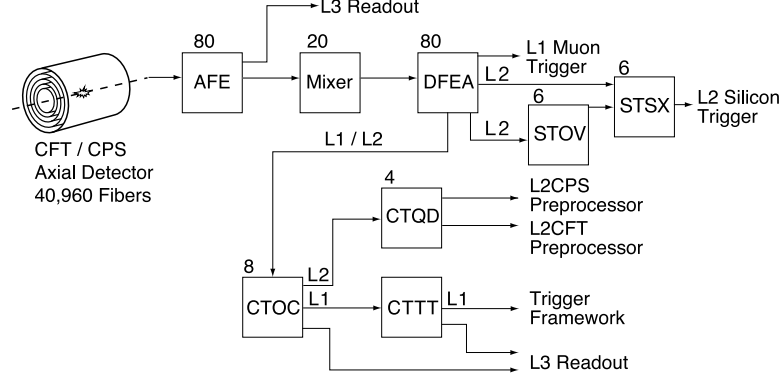 L3 Readout
80
AFE
20
Mixer
80
DFEA
L1 Muon
Trigger
L2
6
STSX
L2 Silicon
Trigger
6
STOV
L2
CFT / CPS
Axial Detector
40,960 Fibers
L1 / L2
4
CTQD
L2CPS
Preprocessor
L2CFT
Preprocessor
8
CTOC
L2
L1
CTTT
L1
Trigger
Framework
L3 Readout